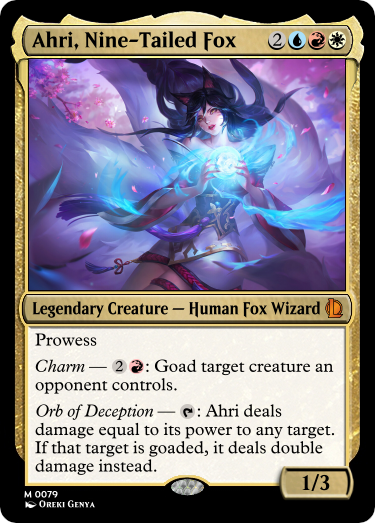 Ahri, Nine-Tailed Fox 2
Legendary Creature — Human Fox Wizard
Prowess
Charm — 2: Goad target creature an
opponent controls.
Orb of Deception — : Ahri deals
damage equal to its power to any target.
If that target is goaded, it deals double
damage instead.
1/3
M 0079
Oreki Genya